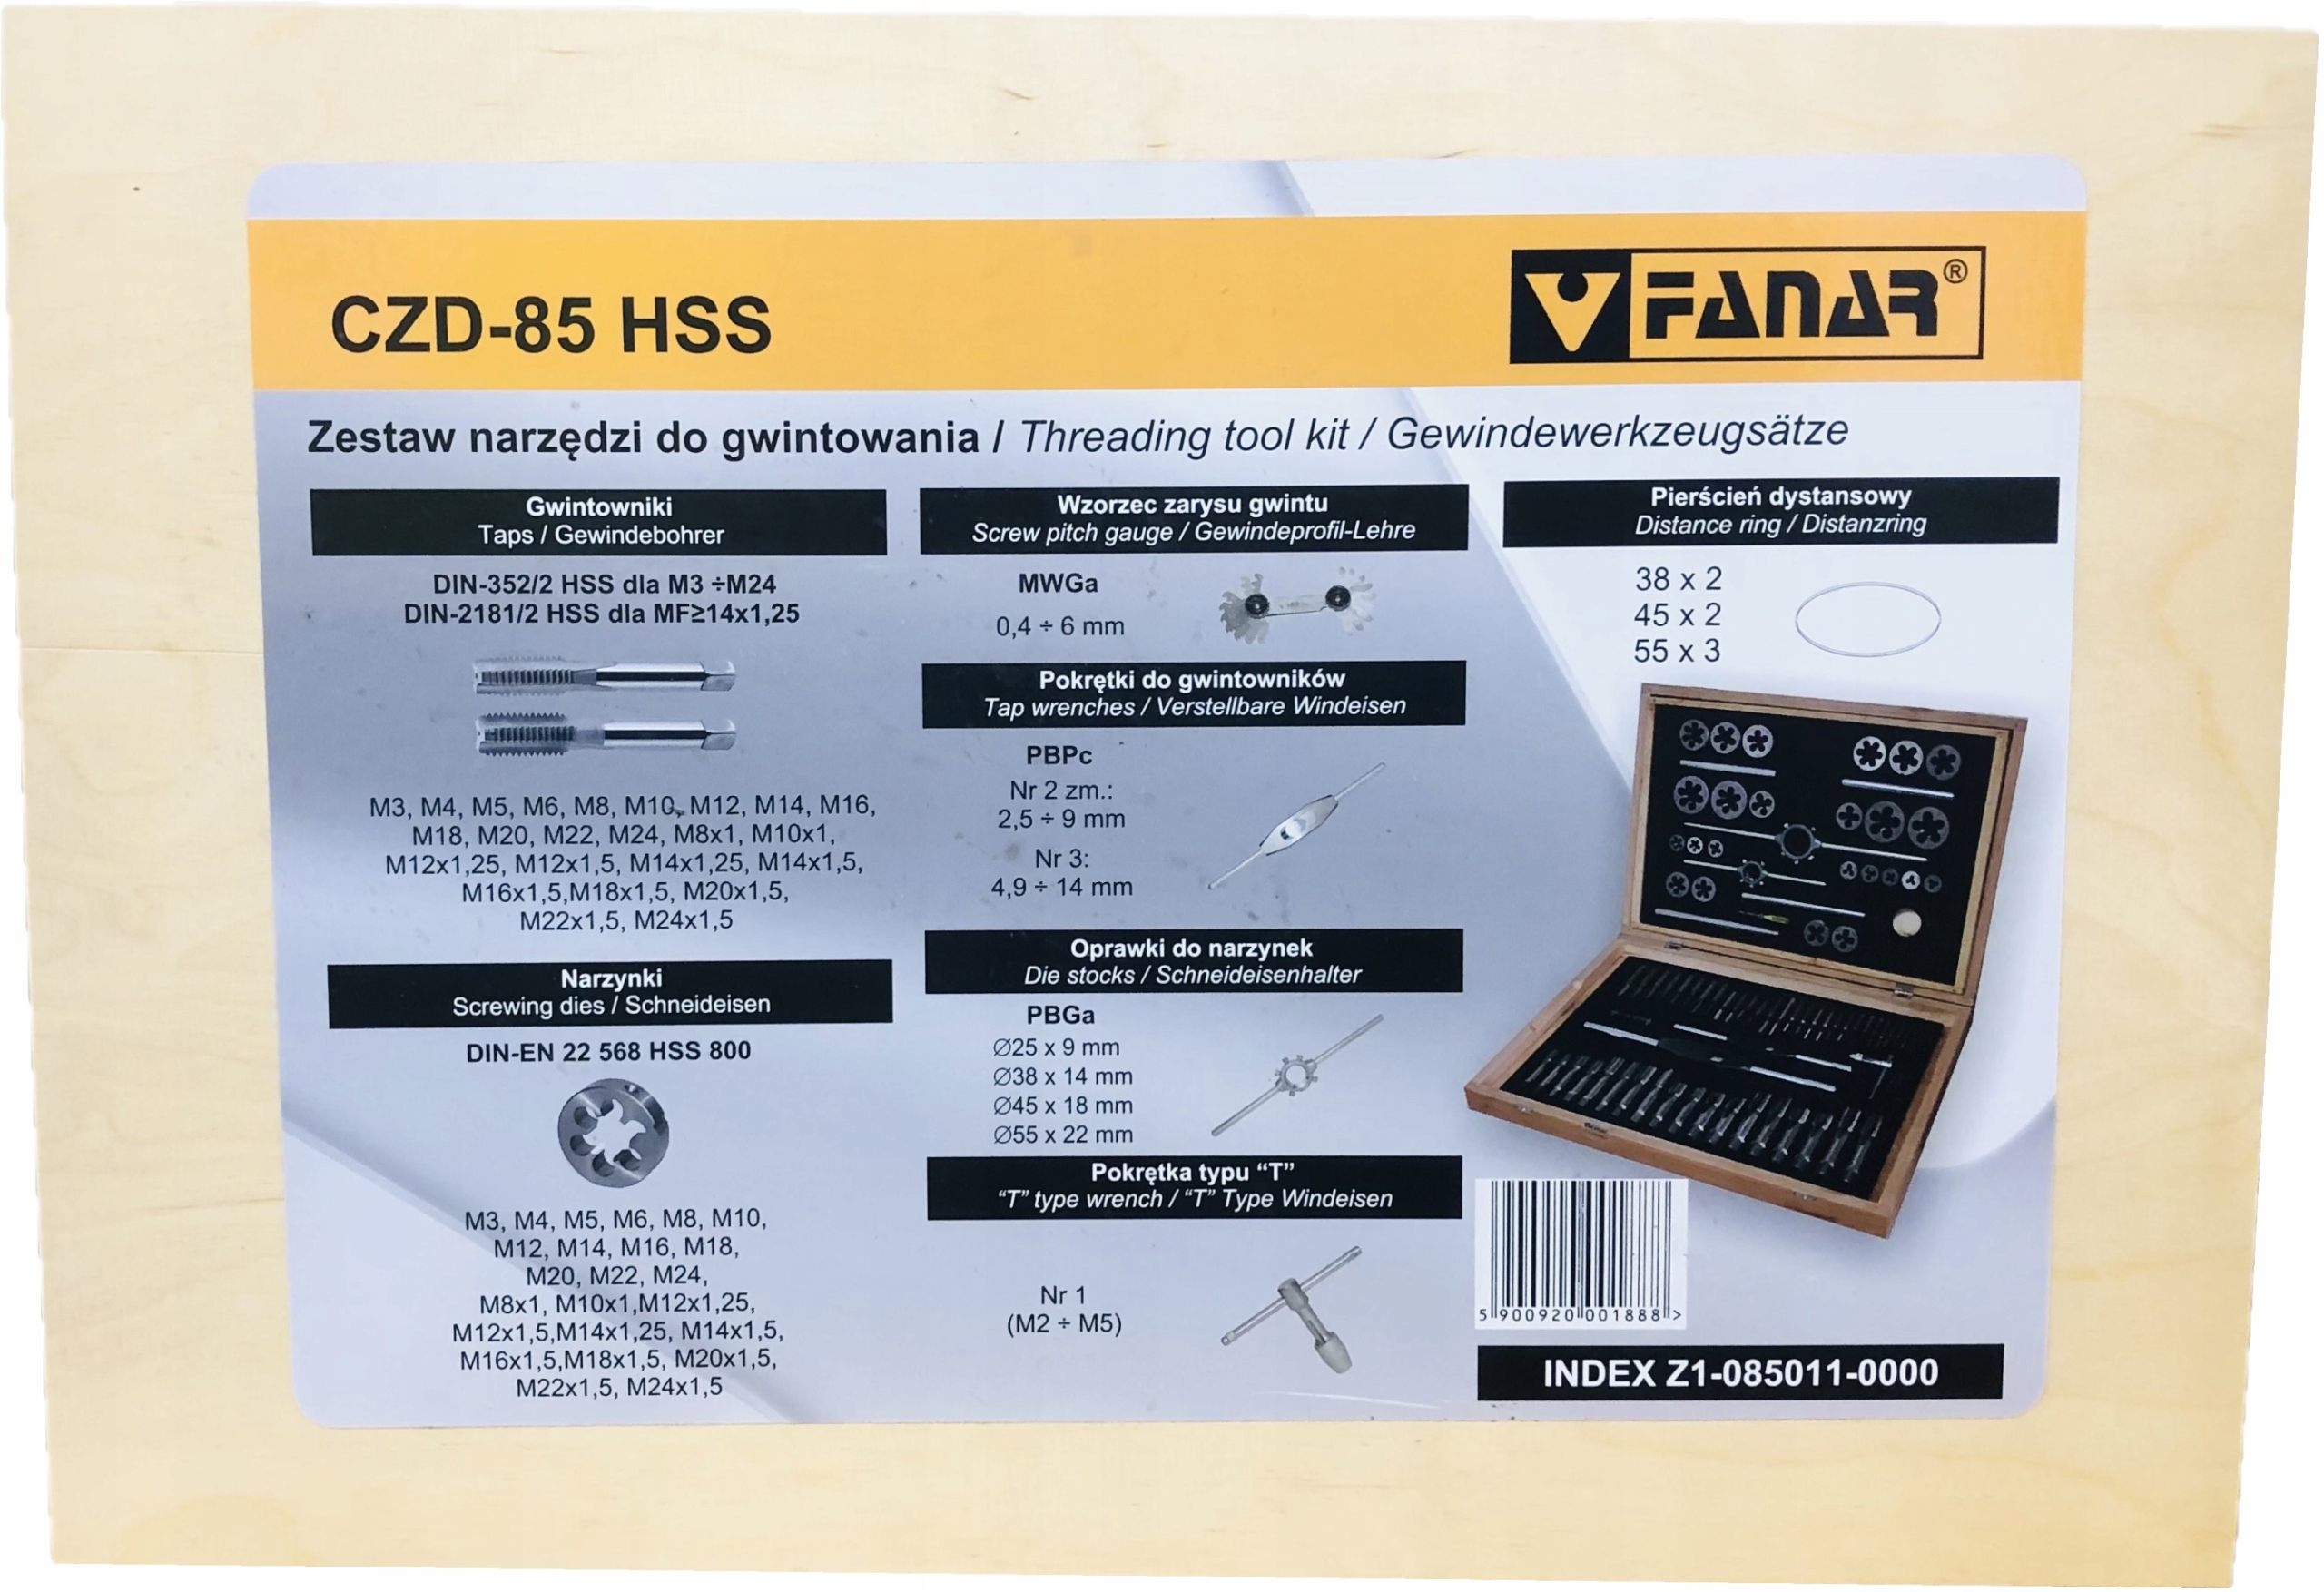 CZD-85 HSS
FANAR®
Zestaw narzędzi do gwintowania / Threading tool kit / Gewindewerkzeugsätze
Gwintowniki
Taps / Gewindebohrer
DIN-352/2 HSS dla M3 ÷M24
DIN-2181/2 HSS dla MF≥14x1,25
M3, M4, M5, M6, M8, M10, M12, M14, M16,
M18, M20, M22, M24, M8x1, M10x1,
M12x1,25, M12x1,5, M14x1,25, M14x1,5,
M16x1,5,M18x1,5, M20x1,5,
M22x1,5, M24x1,5
Narzynki
Screwing dies / Schneideisen
DIN-EN 22 568 HSS 800
M3, M4, M5, M6, M8, M10,
M12, M14, M16, M18,
M20, M22, M24,
M8x1, M10x1,M12x1,25,
M12x1,5,M14x1,25, M14x1,5,
M16x1,5,M18x1,5, M20x1,5,
M22x1,5, M24x1,5
Wzorzec zarysu gwintu
Screw pitch gauge / Gewindeprofil-Lehre
MWGa
0,4 ÷ 6 mm
Pokrętki do gwintowników
Tap wrenches / Verstellbare Windeisen
PBPc
Nr 2 zm.:
2,5 ÷ 9 mm
Nr 3:
4,9 ÷ 14 mm
Oprawki do narzynek
Die stocks / Schneideisenhalter
PBGa
Ø25 x 9 mm
Ø38 x 14 mm
Ø45 x 18 mm
Ø55 x 22 mm
Pokrętka typu “T”
“T” type wrench / “T” Type Windeisen
Nr 1
(M2 ÷ M5)
Pierścień dystansowy
Distance ring / Distanzring
38 x 2
45 x 2
55 x 3
5 900920 001888 >
INDEX Z1-085011-0000